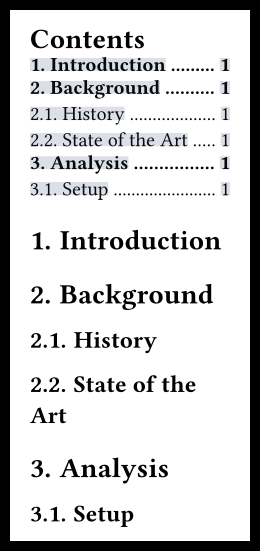 Contents
1. Introduction ......... 1
2. Background .......... 1
2.1. History ................... 1
2.2. State of the Art ..... 1
3. Analysis ................ 1
3.1. Setup ....................... 1
1. Introduction
2. Background
2.1. History
2.2. State of the
Art
3. Analysis
3.1. Setup